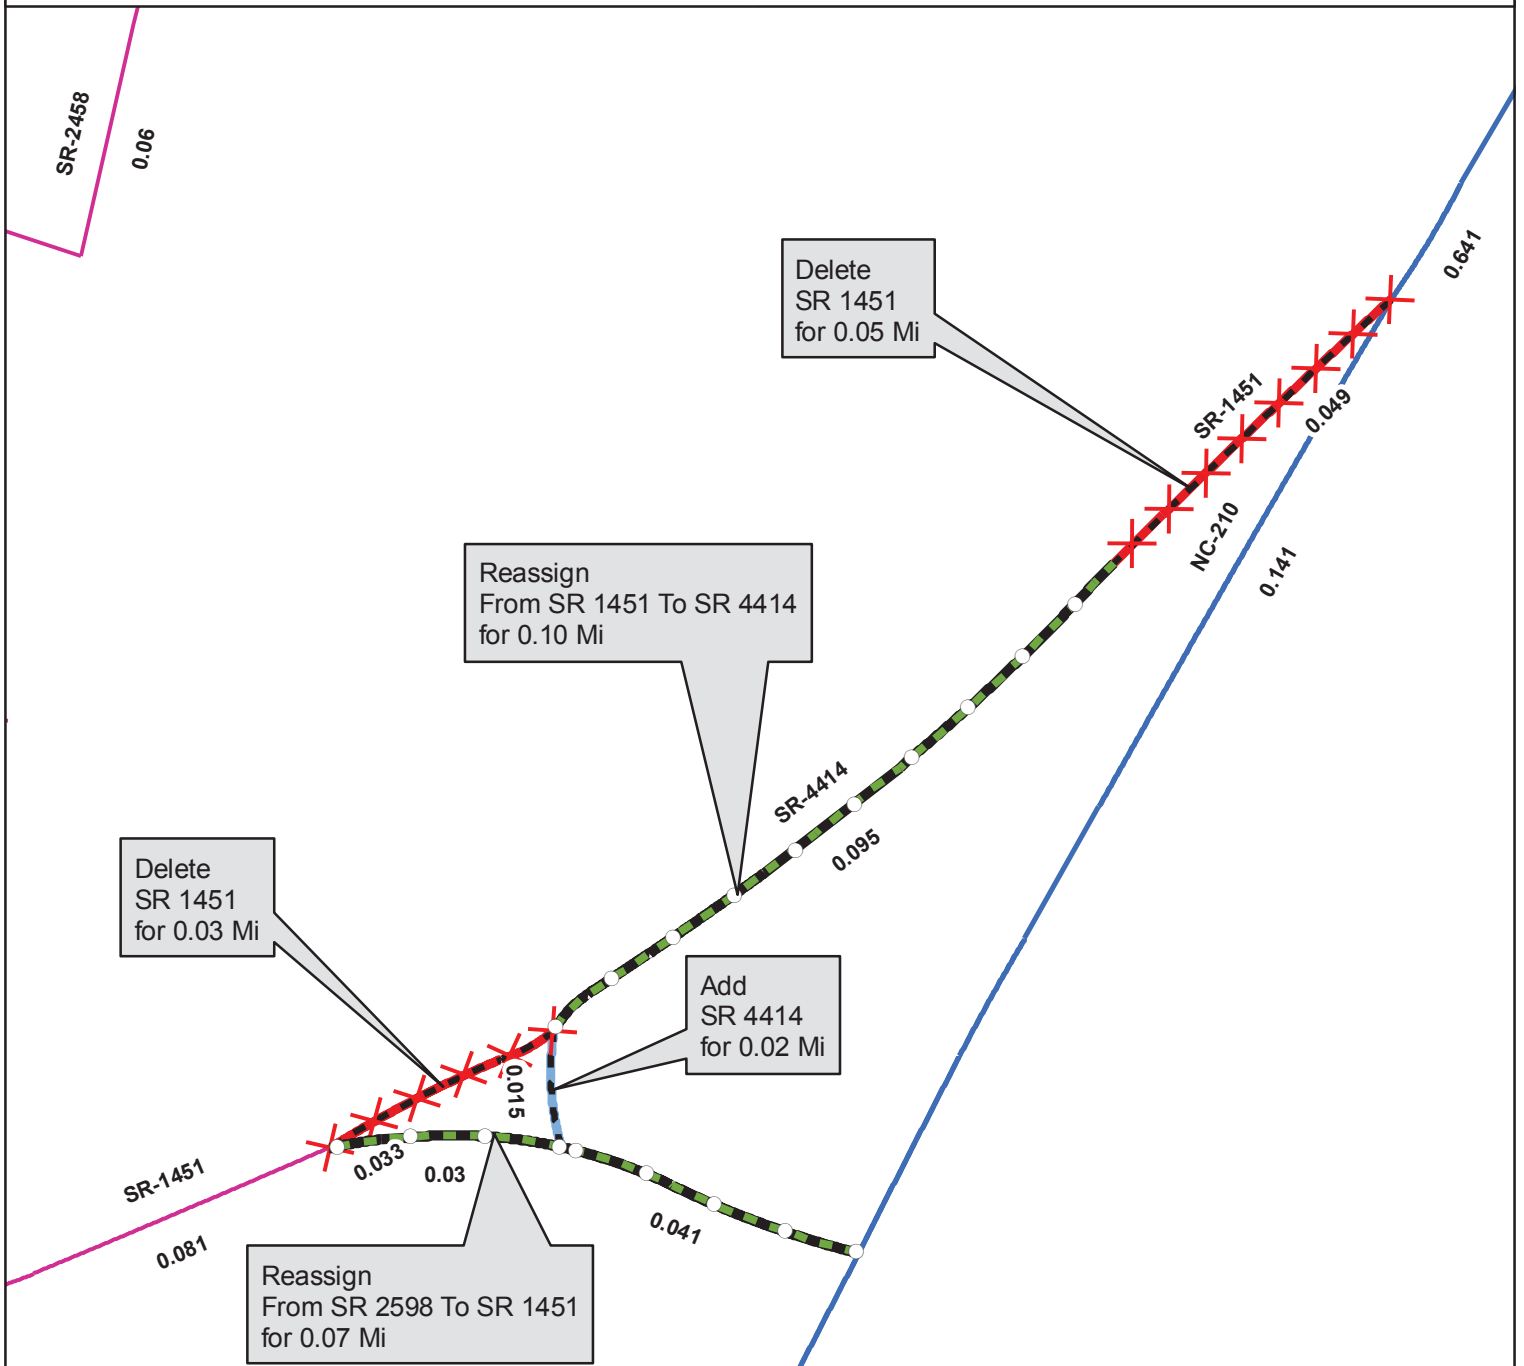 SR-2458
0.06
0.641
Delete
SR 1451
for 0.05 Mi
SR-1451
0.049
NC-210
0.141
Reassign
From SR 1451 To SR 4414
for 0.10 Mi
SR-4414
0.095
Delete
SR 1451
for 0.03 Mi
Add
SR 4414
for 0.02 Mi
0.015
0.033
0.03
SR-1451
0.081
0.041
Reassign
From SR 2598 To SR 1451
for 0.07 Mi